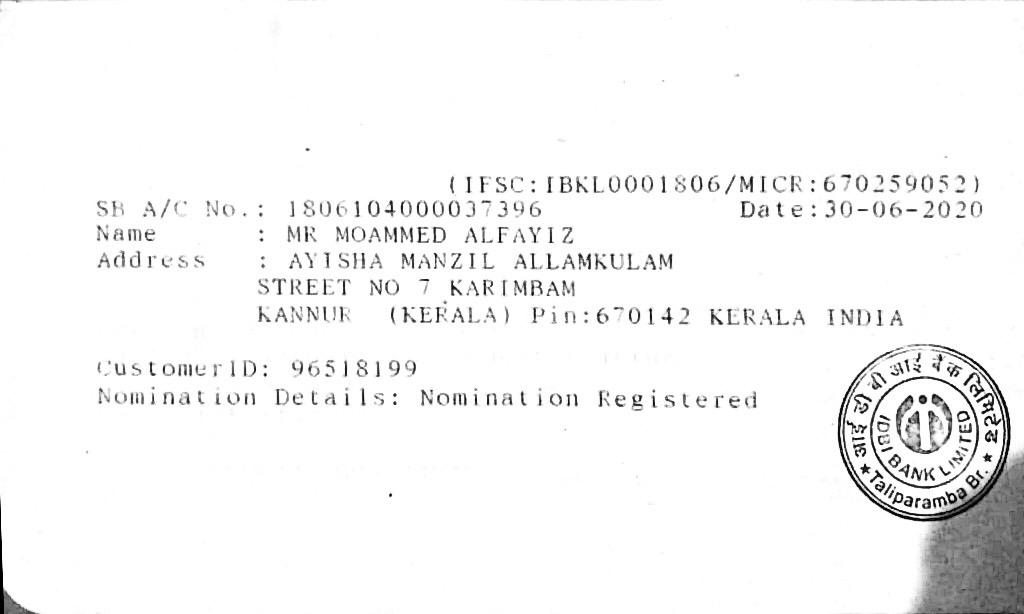 (IFSC:IBKL0001806/MICR:670259052)
SB A/C No.: 1806104000037396 Date:30-06-2020
Name : MR MOAMMED ALFAYIZ
Address : AYISHA MANZIL ALLAMKULAM
STREET NO 7 KARIMBAM
KANNUR (KERALA) Pin:670142 KERALA INDIA
CustomerID: 96518199
Nomination Details: Nomination Registered
आई डी बी आई बैंक लिमिटेड
IDBI BANK LIMITED
★ Taliparamba Br. ★